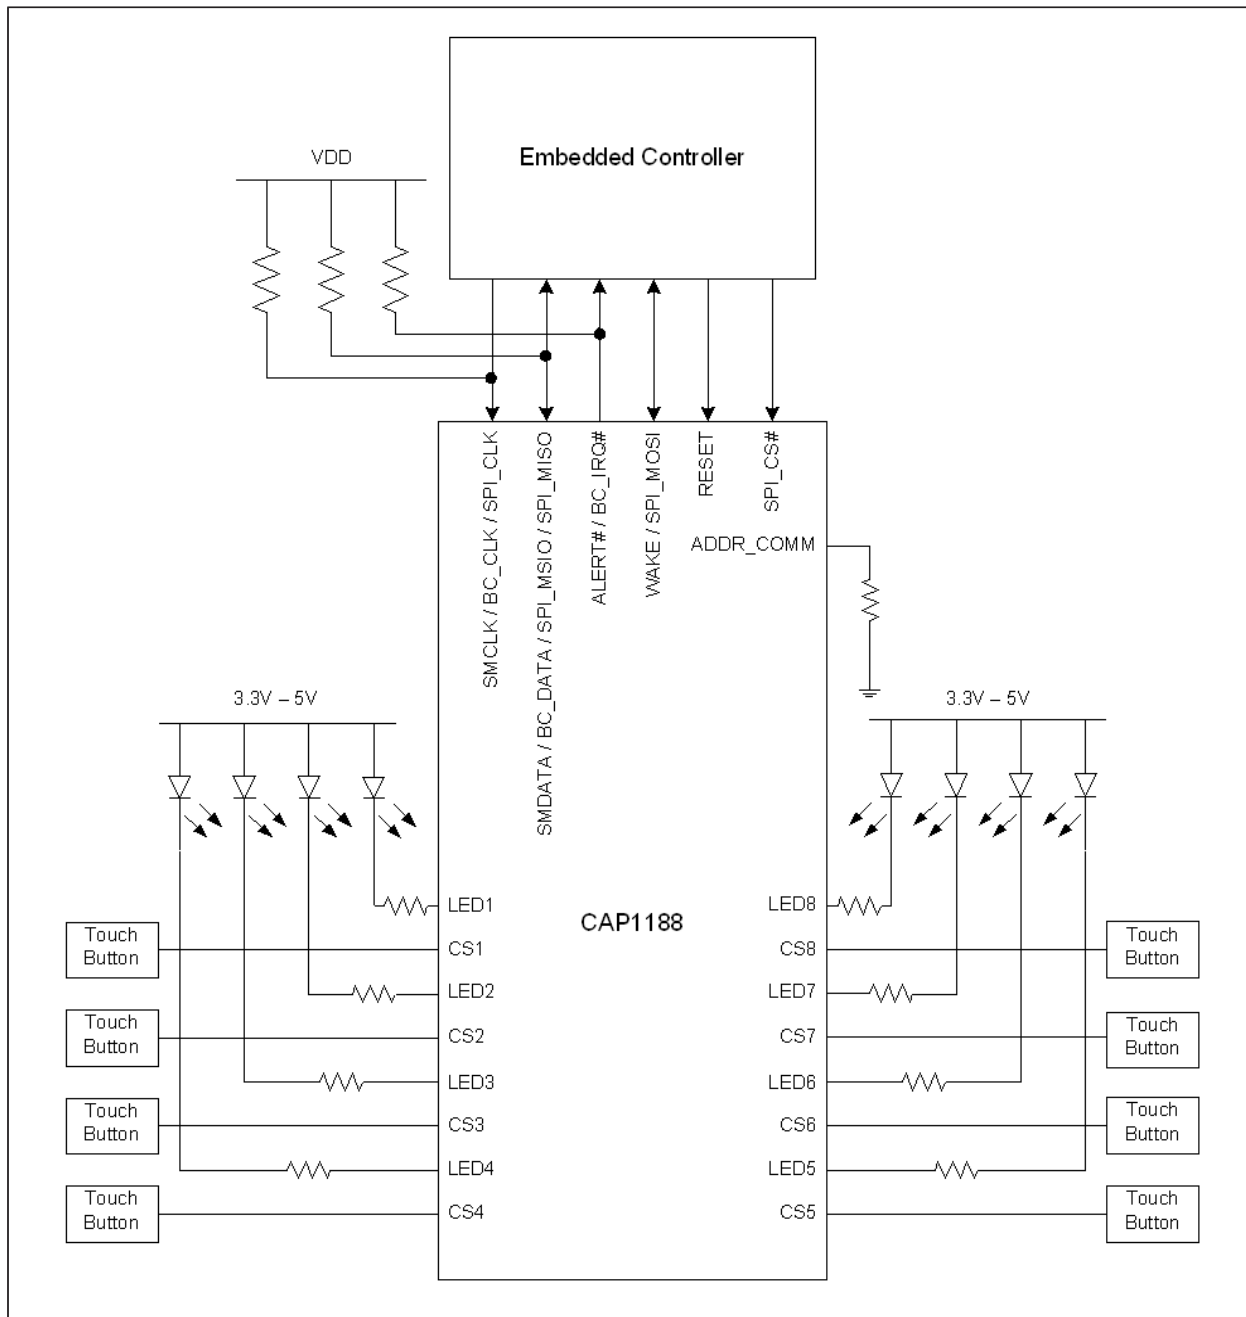 Embedded Controller
VDD
SMCLK / BC_CLK / SPI_CLK
SMDATA / BC_DATA / SPI_MSIO / SPI_MISO
ALERT# / BC_IRQ#
WAKE / SPI_MOSI
RESET
SPI_CS#
ADDR_COMM
3.3V – 5V
3.3V – 5V
CAP1188
LED1
CS1
LED2
CS2
LED3
CS3
LED4
CS4
LED8
CS8
LED7
CS7
LED6
CS6
LED5
CS5
Touch
Button
Touch
Button
Touch
Button
Touch
Button
Touch
Button
Touch
Button
Touch
Button
Touch
Button